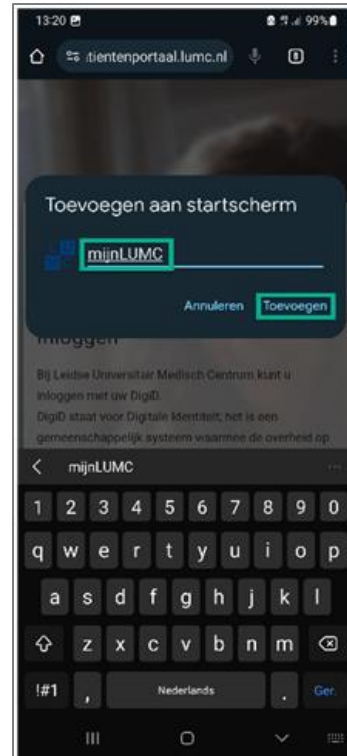 13:20 99%
tientenportaal.lumc.nl 8
Toevoegen aan startscherm
mijnLUMC
Annuleren Toevoegen
Inloggen
Bij Leidse Universitair Medisch Centrum kunt u
inloggen met uw DigiD.
DigiD staat voor Digitale Identiteit; het is een
gemeenschappelijk systeem waarmee de overheid op
mijnLUMC
1 2 3 4 5 6 7 8 9 0
q w e r t y u i o p
a s d f g h j k l
z x c v b n m
!#1 , Nederlands . Ger.